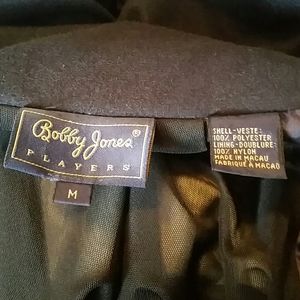 Bobby Jones®
PLAYERS
M
SHELL-VESTE:
100% POLYESTER
LINING-DOUBLURE:
100% NYLON
MADE IN MACAU
FABRIQUÉ À MACAO